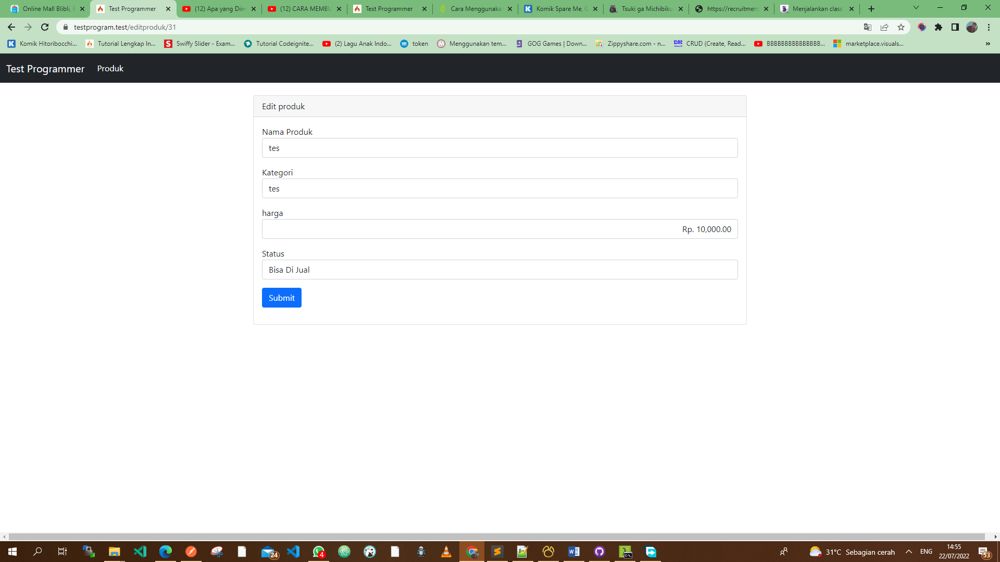 Online Mall Blibli,
Test Programmer
(12) Apa yang Diin
(12) CARA MEMBU
Test Programmer
Cara Menggunaka
Komik Spare Me, G
Tsuki ga Michibiku
https://recruitment
Menjalankan class
testprogram.test/editproduk/31
Komik Hitoribocchi...
Tutorial Lengkap In...
Swiffy Slider - Exam...
Tutorial Codeignite...
(2) Lagu Anak Indo...
token
Menggunakan tem...
GOG Games | Down...
Zippyshare.com - n...
CRUD (Create, Read...
BBBBBBBBBBBBBBB...
marketplace.visuals...
»
Test Programmer
Produk
Edit produk
Nama Produk
tes
Kategori
tes
harga
Rp. 10,000.00
Status
Bisa Di Jual
Submit
24
4
31°C Sebagian cerah
ENG
14:55
22/07/2022
53